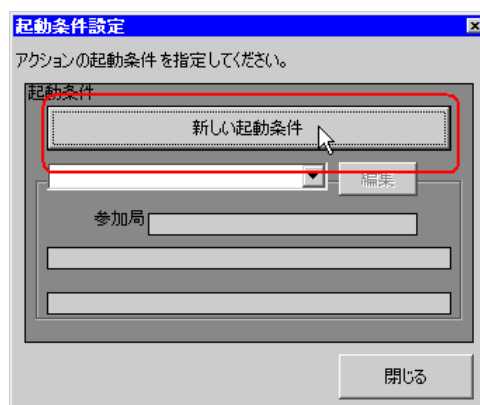 起動条件設定
アクションの起動条件を指定してください。
起動条件
新しい起動条件
編集
参加局
閉じる